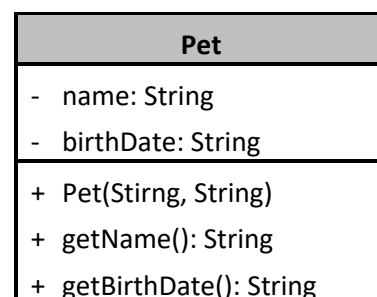 Pet
- name: String
- birthDate: String
+ Pet(Stirng, String)
+ getName(): String
+ getBirthDate(): String